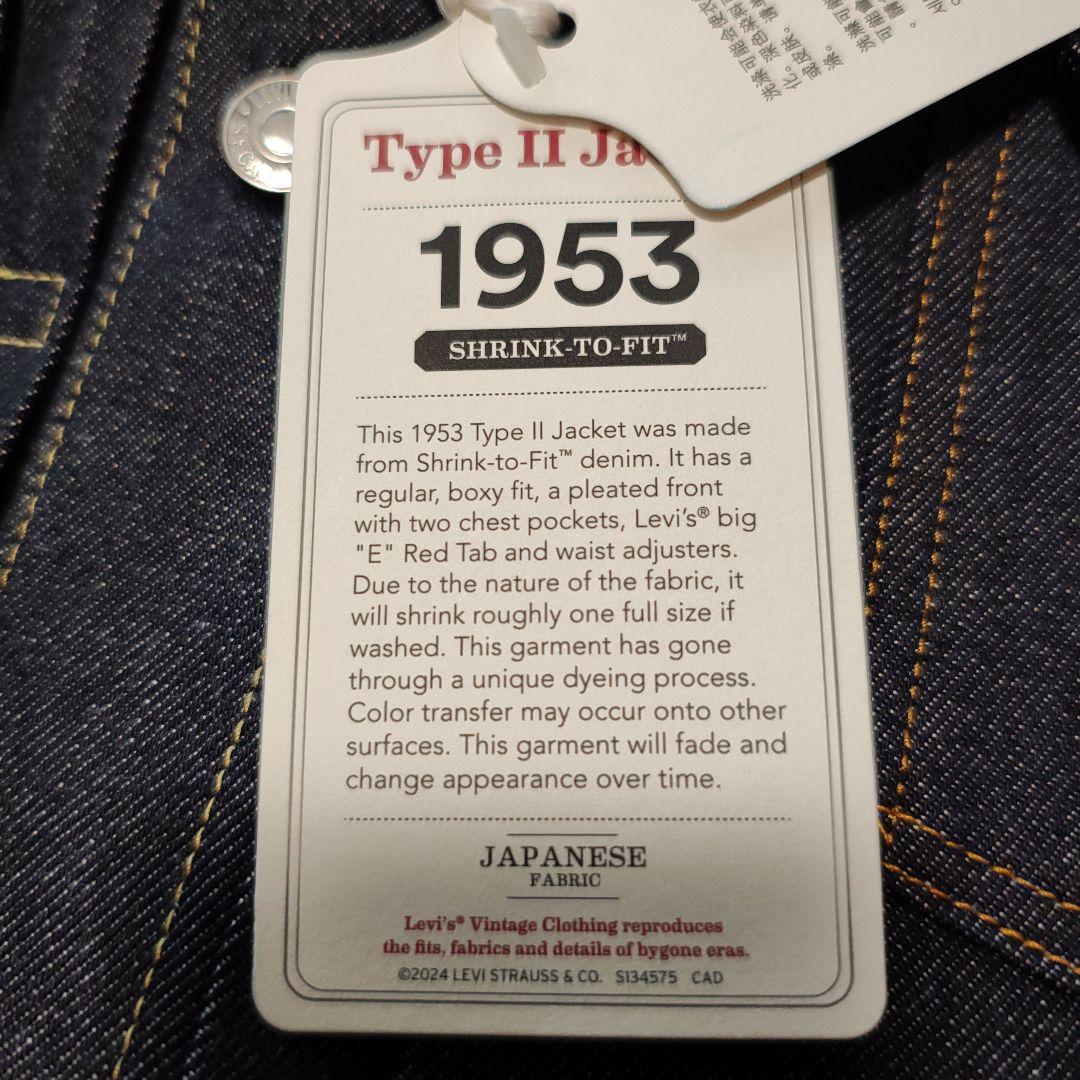 Type II Ja
1953
SHRINK-TO-FIT™
This 1953 Type II Jacket was made
from Shrink-to-Fit™ denim. It has a
regular, boxy fit, a pleated front
with two chest pockets, Levi's® big
"E" Red Tab and waist adjusters.
Due to the nature of the fabric, it
will shrink roughly one full size if
washed. This garment has gone
through a unique dyeing process.
Color transfer may occur onto other
surfaces. This garment will fade and
change appearance over time.
JAPANESE
FABRIC
Levi's® Vintage Clothing reproduces
the fits, fabrics and details of bygone eras.
©2024 LEVI STRAUSS & CO. S134575 CAD